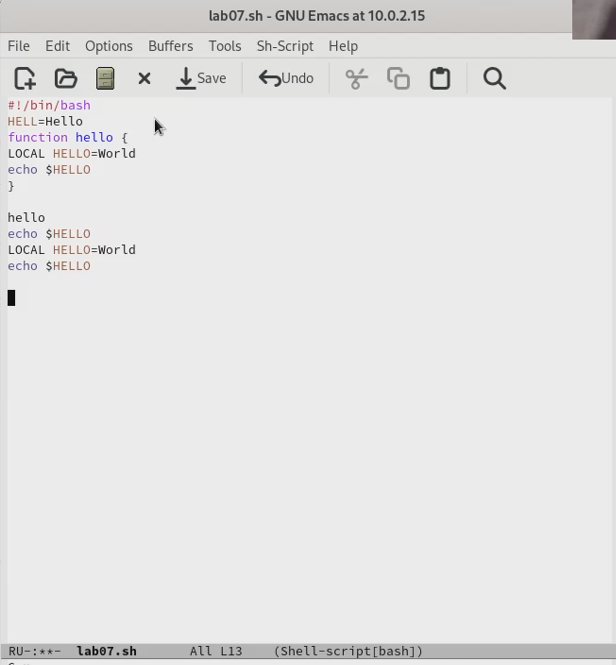 lab07.sh - GNU Emacs at 10.0.2.15
File Edit Options Buffers Tools Sh-Script Help
Save Undo
#!/bin/bash
HELL=Hello
function hello {
LOCAL HELLO=World
echo $HELLO
}
hello
echo $HELLO
LOCAL HELLO=World
echo $HELLO
RU-:**- lab07.sh All L13 (Shell-script[bash])